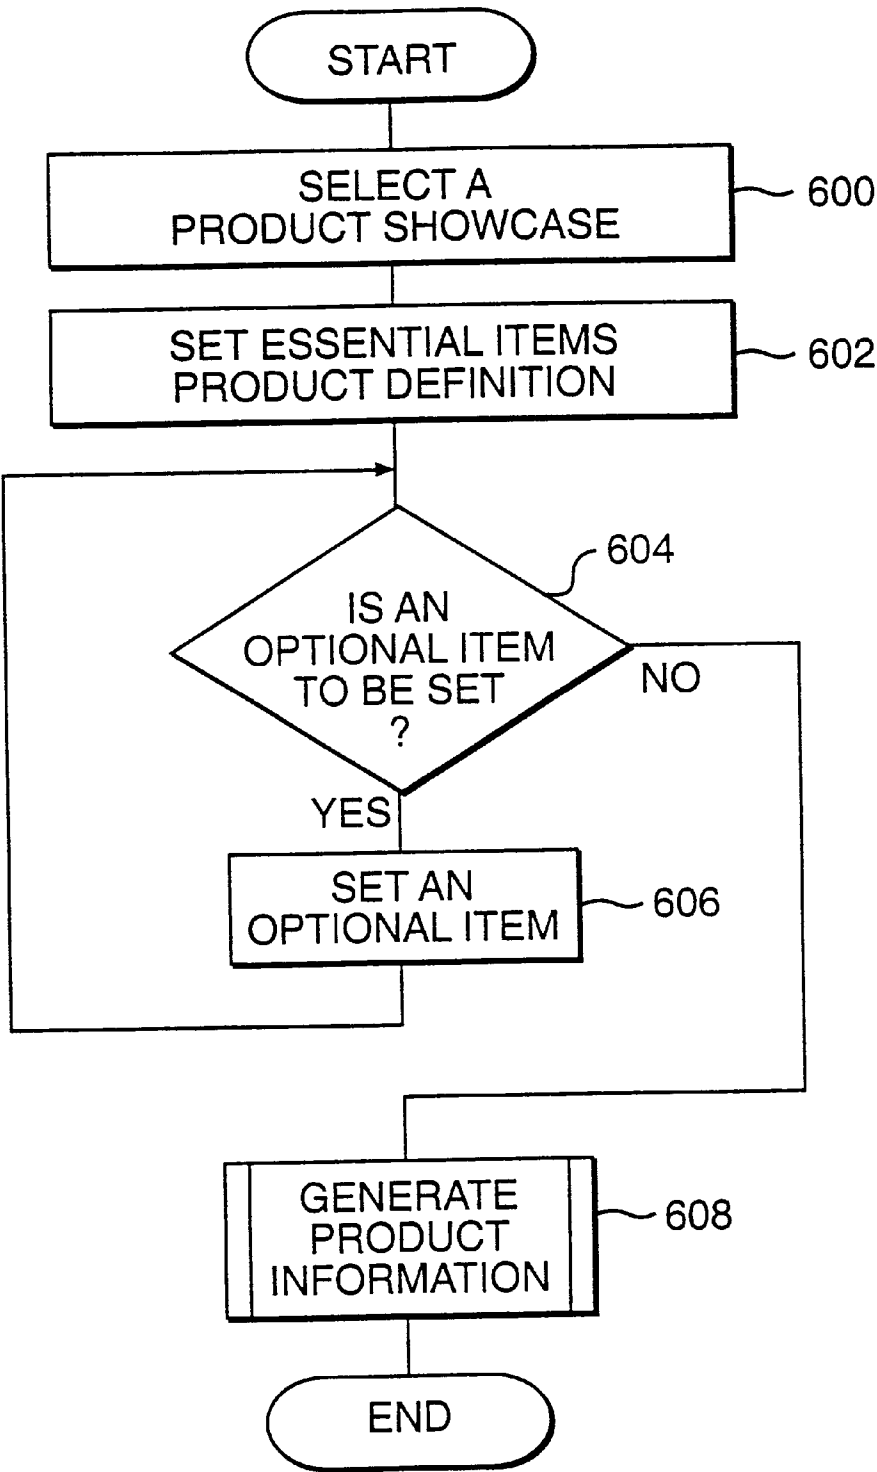 START
SELECT A
PRODUCT SHOWCASE
600
SET ESSENTIAL ITEMS
PRODUCT DEFINITION
602
604
IS AN
OPTIONAL ITEM
TO BE SET
?
NO
YES
SET AN
OPTIONAL ITEM
606
GENERATE
PRODUCT
INFORMATION
608
END